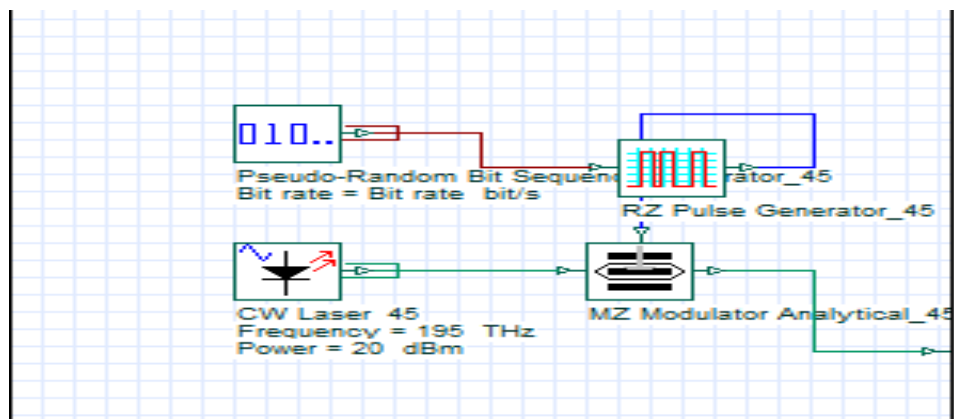 010..
Pseudo-Random Bit Sequen rator_45
Bit rate = Bit rate bit/s
RZ Pulse Generator_45
CW Laser 45
Frequency = 195 THz
Power = 20 dBm
MZ Modulator Analytical_45